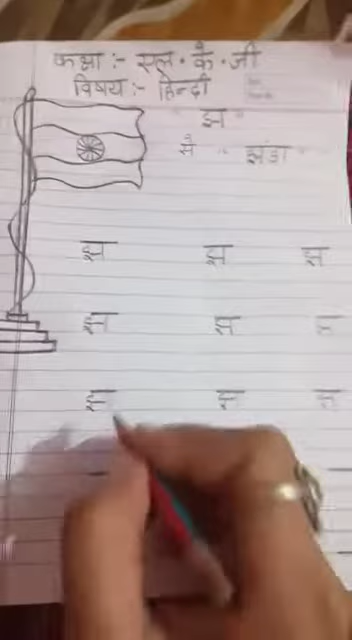 कक्षा :- एल॰ के॰ जी
विषय :- हिन्दी
"झ"
से "झंडा"
झ झ झ
झ झ झ
झ झ झ